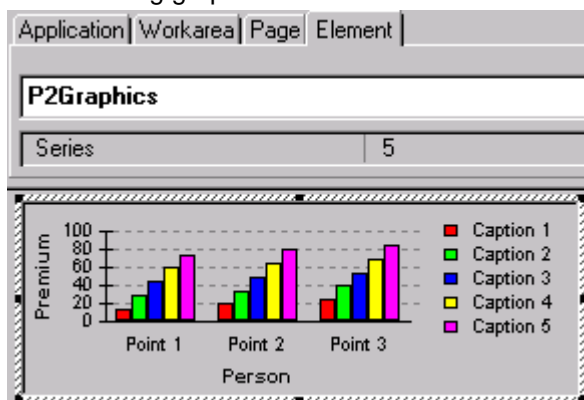 Application Workarea Page Element
P2Graphics
Series 5
Premium
100
80
60
40
20
0
Point 1 Point 2 Point 3
Person
Caption 1
Caption 2
Caption 3
Caption 4
Caption 5